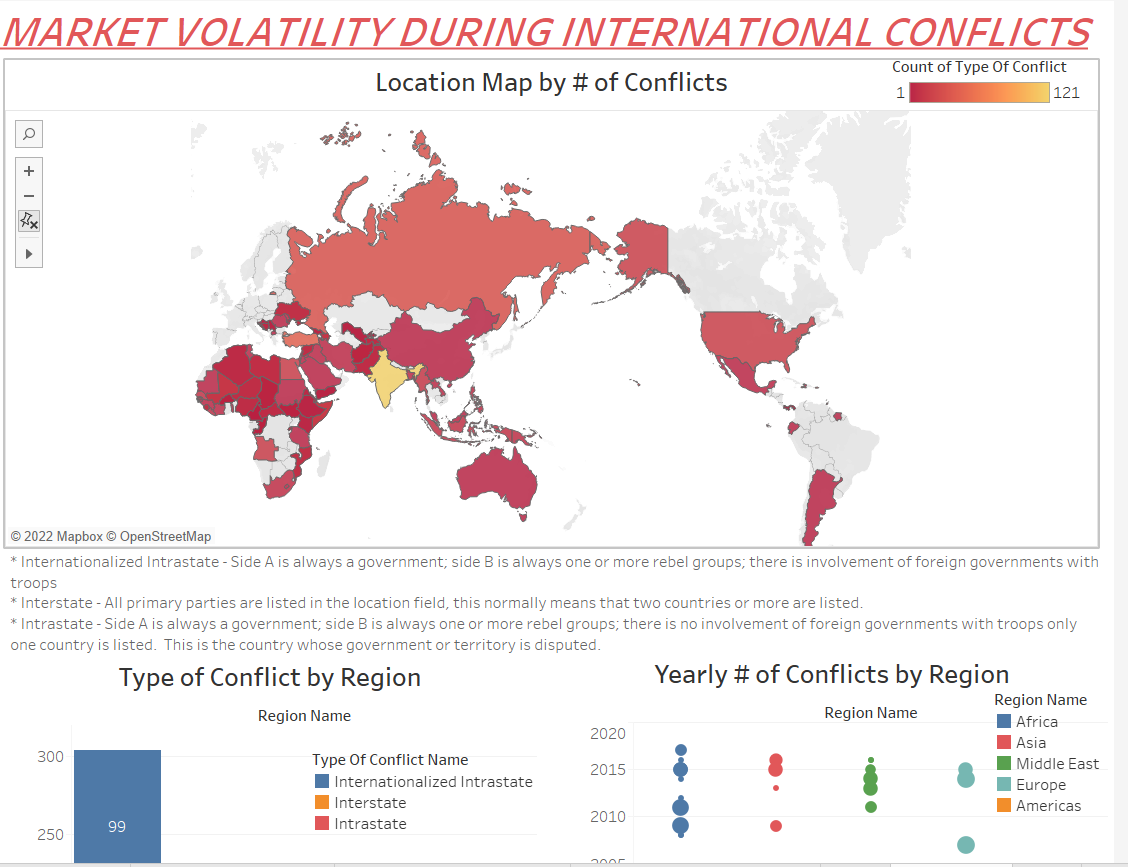 MARKET VOLATILITY DURING INTERNATIONAL CONFLICTS
Location Map by # of Conflicts
Count of Type Of Conflict
1 121
© 2022 Mapbox © OpenStreetMap
* Internationalized Intrastate - Side A is always a government; side B is always one or more rebel groups; there is involvement of foreign governments with
troops
* Interstate - All primary parties are listed in the location field, this normally means that two countries or more are listed.
* Intrastate - Side A is always a government; side B is always one or more rebel groups; there is no involvement of foreign governments with troops only
one country is listed.  This is the country whose government or territory is disputed.
Type of Conflict by Region
Region Name
Type Of Conflict Name
Internationalized Intrastate
Interstate
Intrastate
300
250
99
Yearly # of Conflicts by Region
Region Name
Region Name
Africa
Asia
Middle East
Europe
Americas
2020
2015
2010
2005